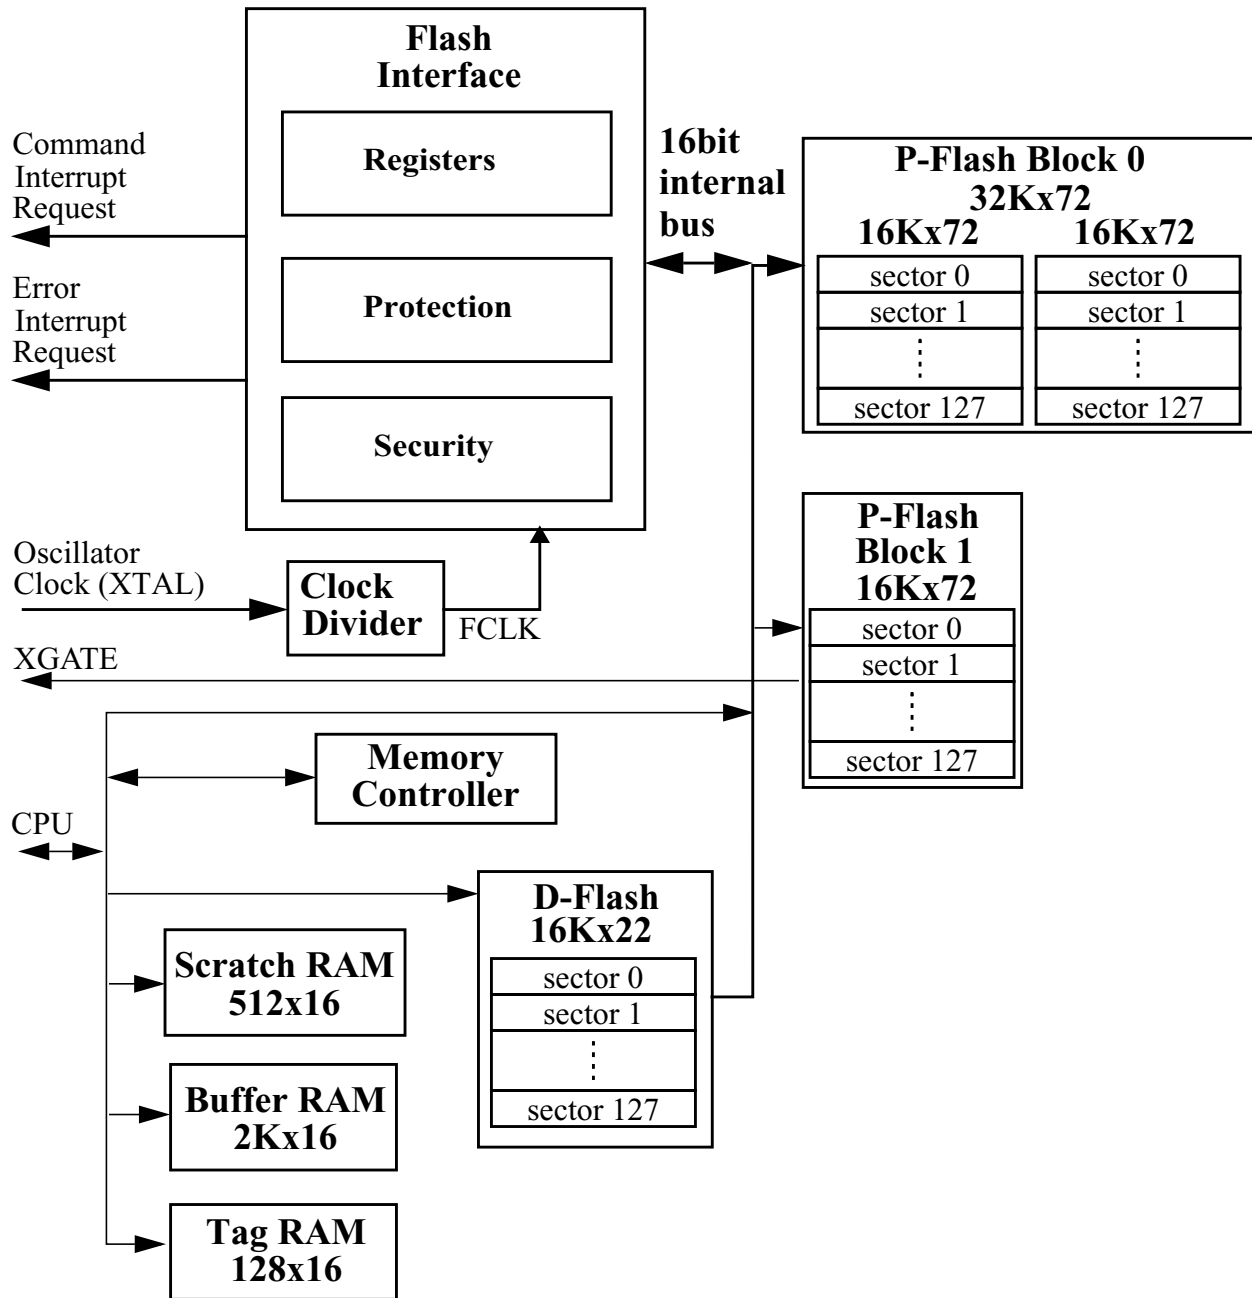 Flash
Interface
Registers
Protection
Security
Command
Interrupt
Request
Error
Interrupt
Request
16bit
internal
bus
P-Flash Block 0
32Kx72
16Kx72 16Kx72
sector 0 sector 0
sector 1 sector 1
sector 127 sector 127
Oscillator
Clock (XTAL)
Clock
Divider
FCLK
XGATE
P-Flash
Block 1
16Kx72
sector 0
sector 1
sector 127
Memory
Controller
CPU
D-Flash
16Kx22
sector 0
sector 1
sector 127
Scratch RAM
512x16
Buffer RAM
2Kx16
Tag RAM
128x16